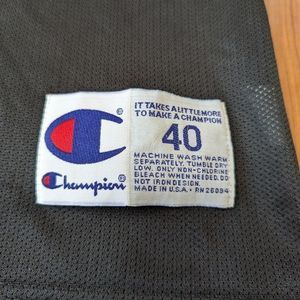 IT TAKES A LITTLE MORE
TO MAKE A CHAMPION
40
MACHINE WASH WARM
SEPARATELY. TUMBLE DRY
LOW. ONLY NON-CHLORINE
BLEACH WHEN NEEDED. DO
NOT IRON DESIGN.
MADE IN U.S.A. • RN 26094
Champion